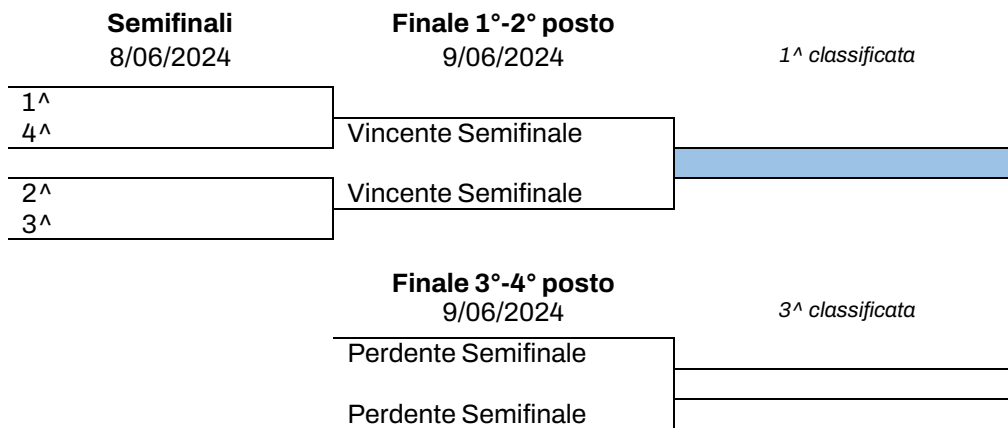 Semifinali
8/06/2024
Finale 1°-2° posto
9/06/2024
1^ classificata
1^
4^
Vincente Semifinale
2^
3^
Vincente Semifinale
Finale 3°-4° posto
9/06/2024
3^ classificata
Perdente Semifinale
Perdente Semifinale